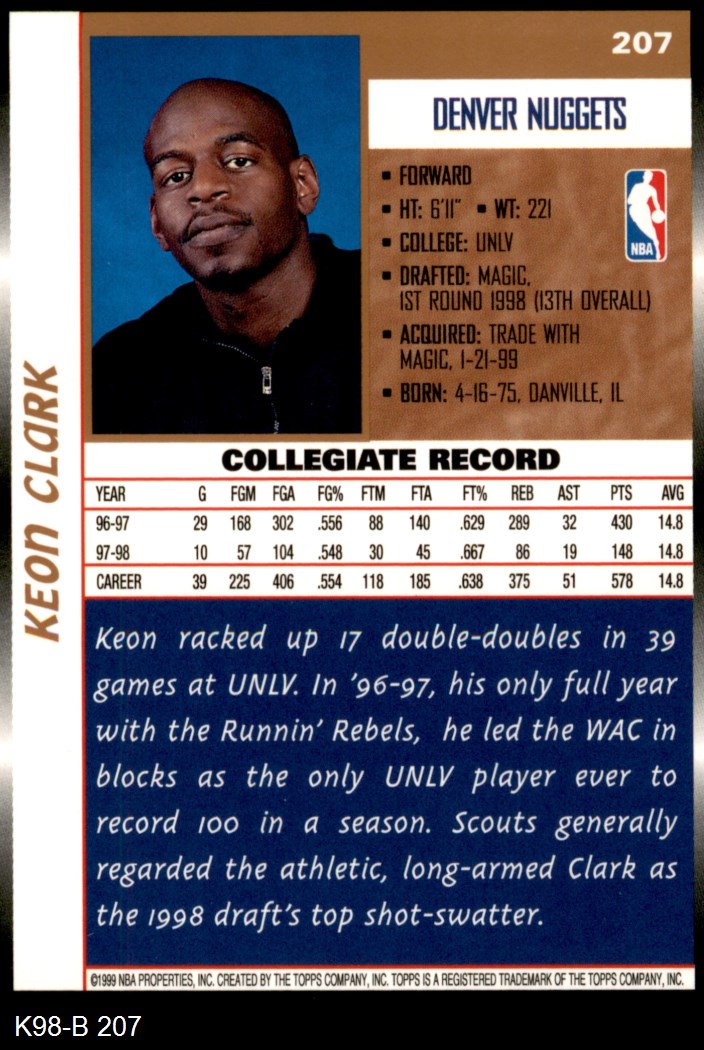 207
DENVER NUGGETS
▪ FORWARD
▪ HT: 6'11" ▪ WT: 221
▪ COLLEGE: UNLV
▪ DRAFTED: MAGIC,
1ST ROUND 1998 (13TH OVERALL)
▪ ACQUIRED: TRADE WITH
MAGIC, 1-21-99
▪ BORN: 4-16-75, DANVILLE, IL
NBA
KEON CLARK
COLLEGIATE RECORD
YEAR G FGM FGA FG% FTM FTA FT% REB AST PTS AVG
96-97 29 168 302 .556 88 140 .629 289 32 430 14.8
97-98 10 57 104 .548 30 45 .667 86 19 148 14.8
CAREER 39 225 406 .554 118 185 .638 375 51 578 14.8
Keon racked up 17 double-doubles in 39
games at UNLV. In '96-97, his only full year
with the Runnin' Rebels, he led the WAC in
blocks as the only UNLV player ever to
record 100 in a season. Scouts generally
regarded the athletic, long-armed Clark as
the 1998 draft's top shot-swatter.
©1999 NBA PROPERTIES, INC. CREATED BY THE TOPPS COMPANY, INC. TOPPS IS A REGISTERED TRADEMARK OF THE TOPPS COMPANY, INC.
K98-B 207